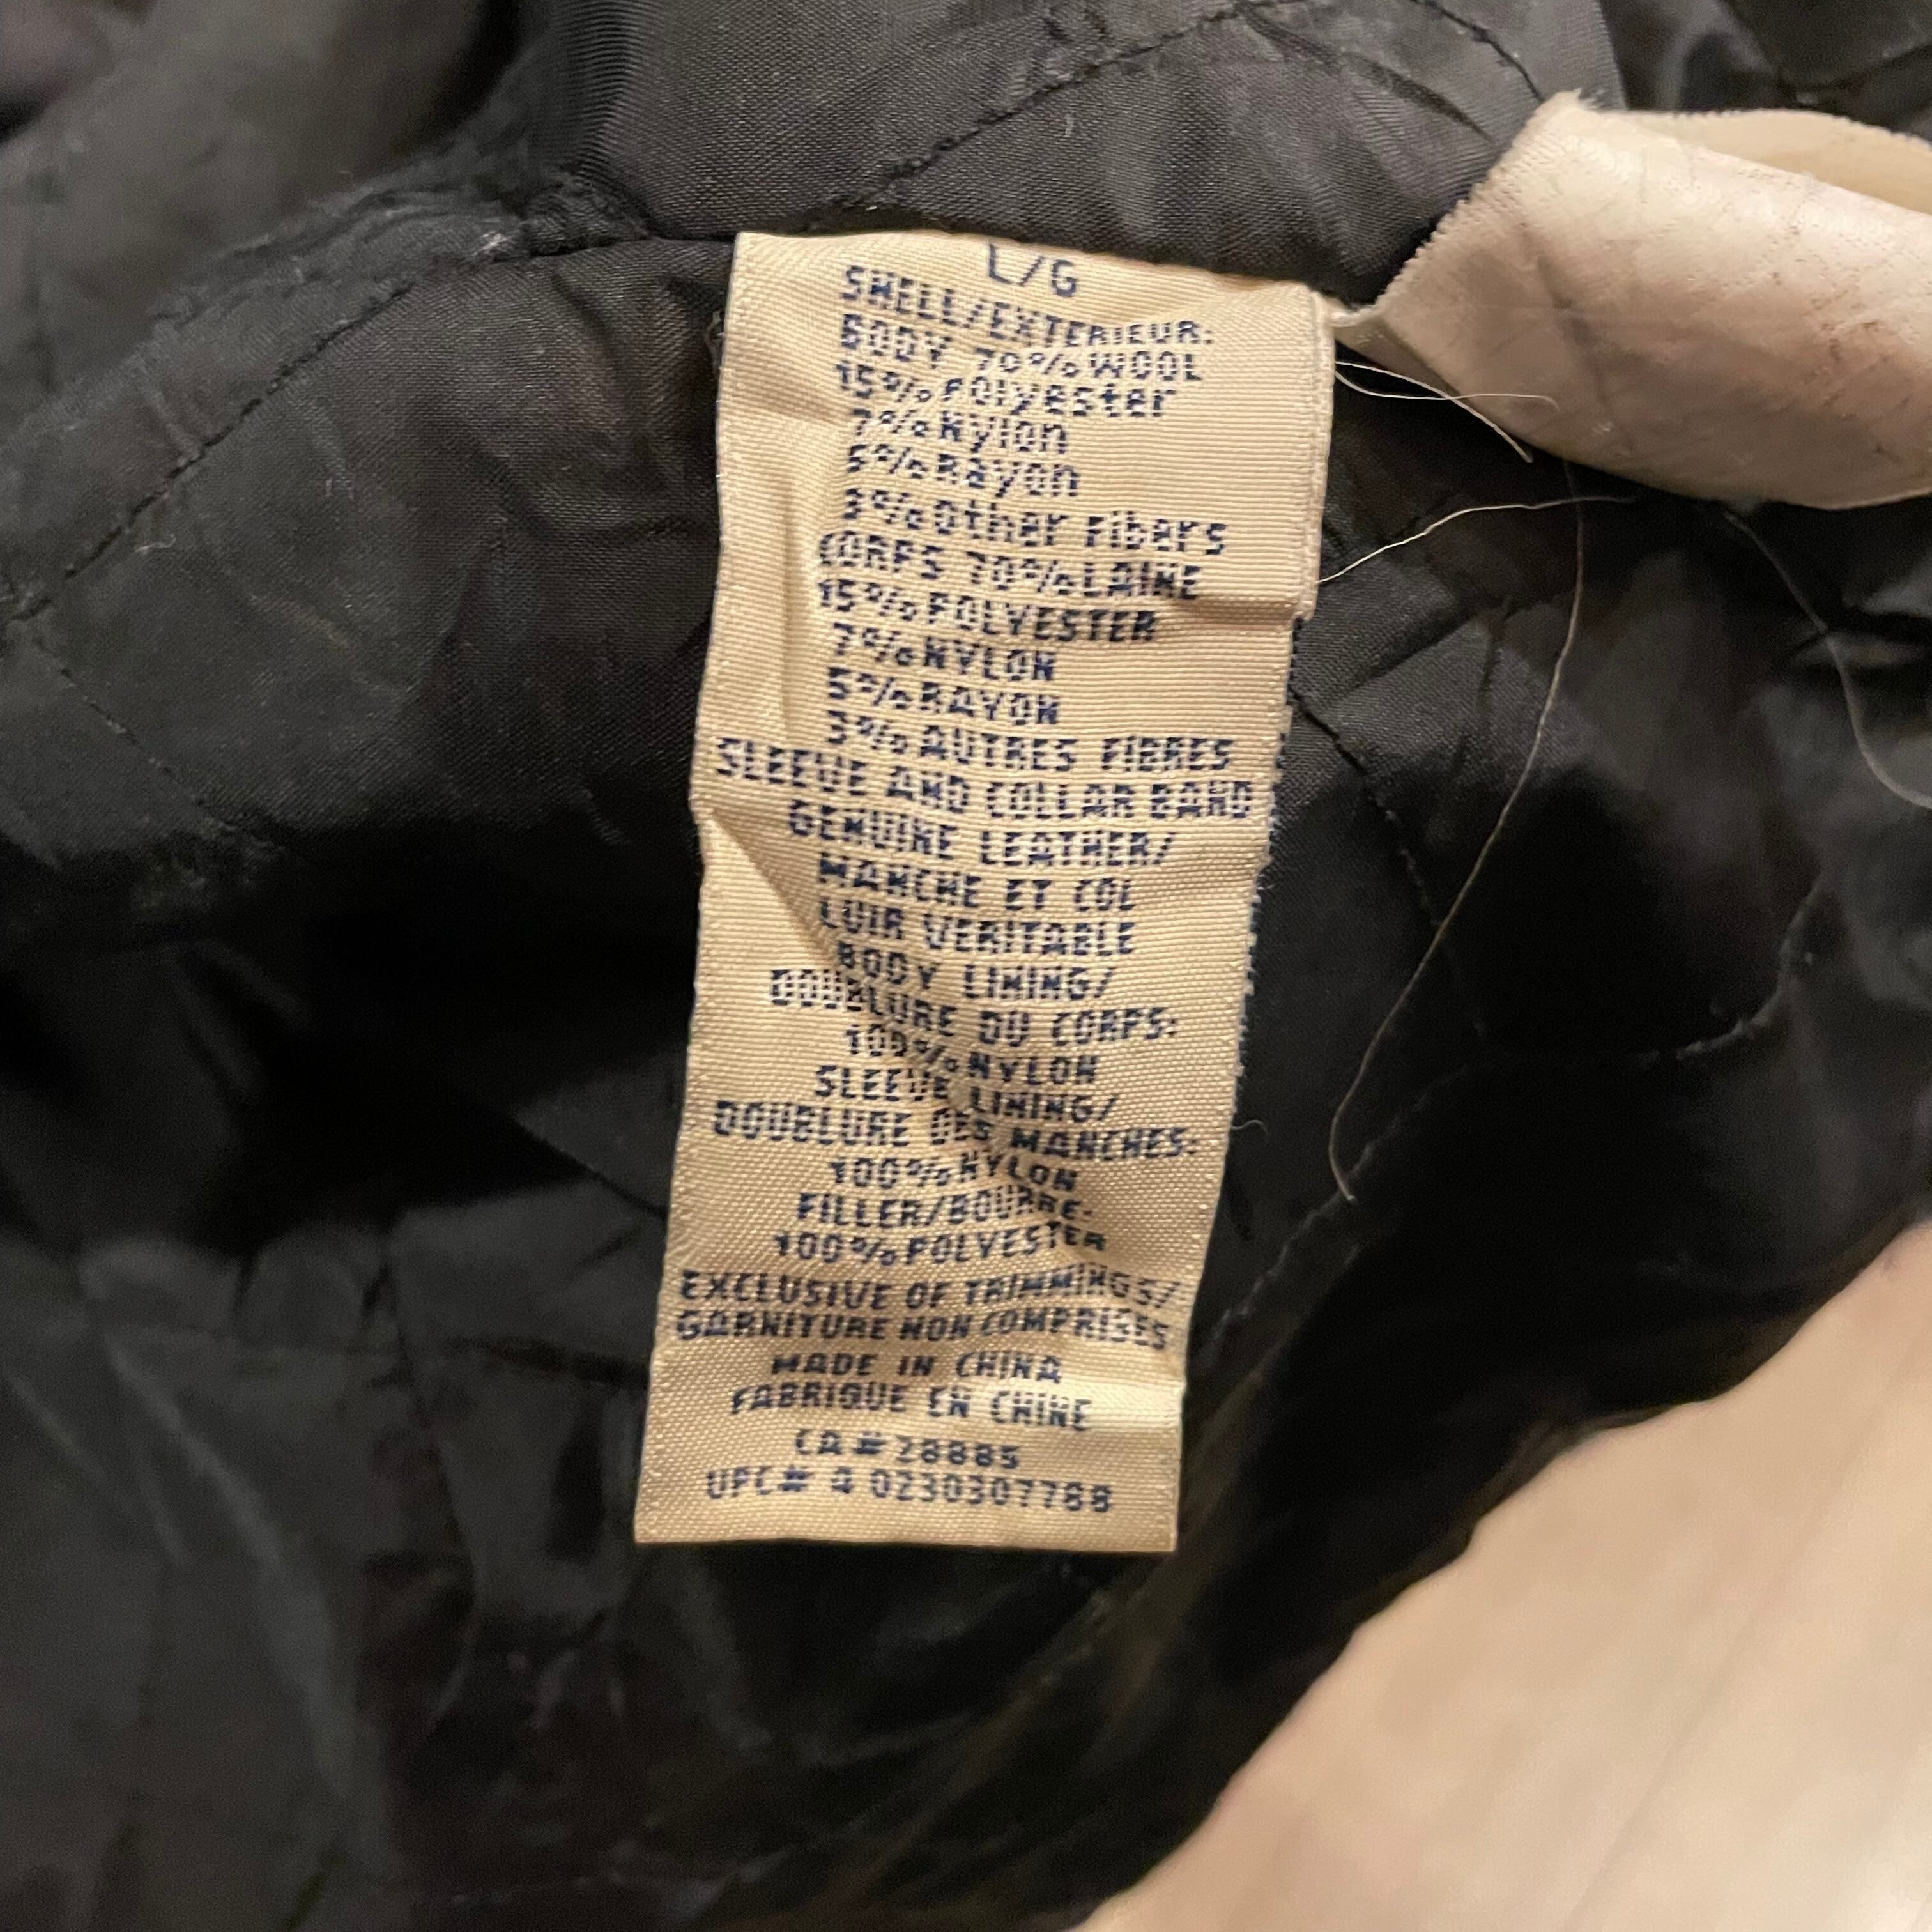 L/G
SHELL/EXTERIEUR:
BODY 70%WOOL
15%Polyester
7%Nylon
5%Rayon
3%Other Fibers
CORPS 70%LAINE
15%POLYESTER
7%NYLON
5%RAYON
3%AUTRES FIBRES
SLEEVE AND COLLAR BAND
GENUINE LEATHER/
MANCHE ET COL
CUIR VERITABLE
BODY LINING/
DOUBLURE DU CORPS:
100%NYLON
SLEEVE LINING/
DOUBLURE DES MANCHES:
100%NYLON
FILLER/BOURRE:
100%POLYESTER
EXCLUSIVE OF TRIMMINGS/
GARNITURE NON COMPRISES
MADE IN CHINA
FABRIQUE EN CHINE
CA#28885
UPC# 4 0230307788